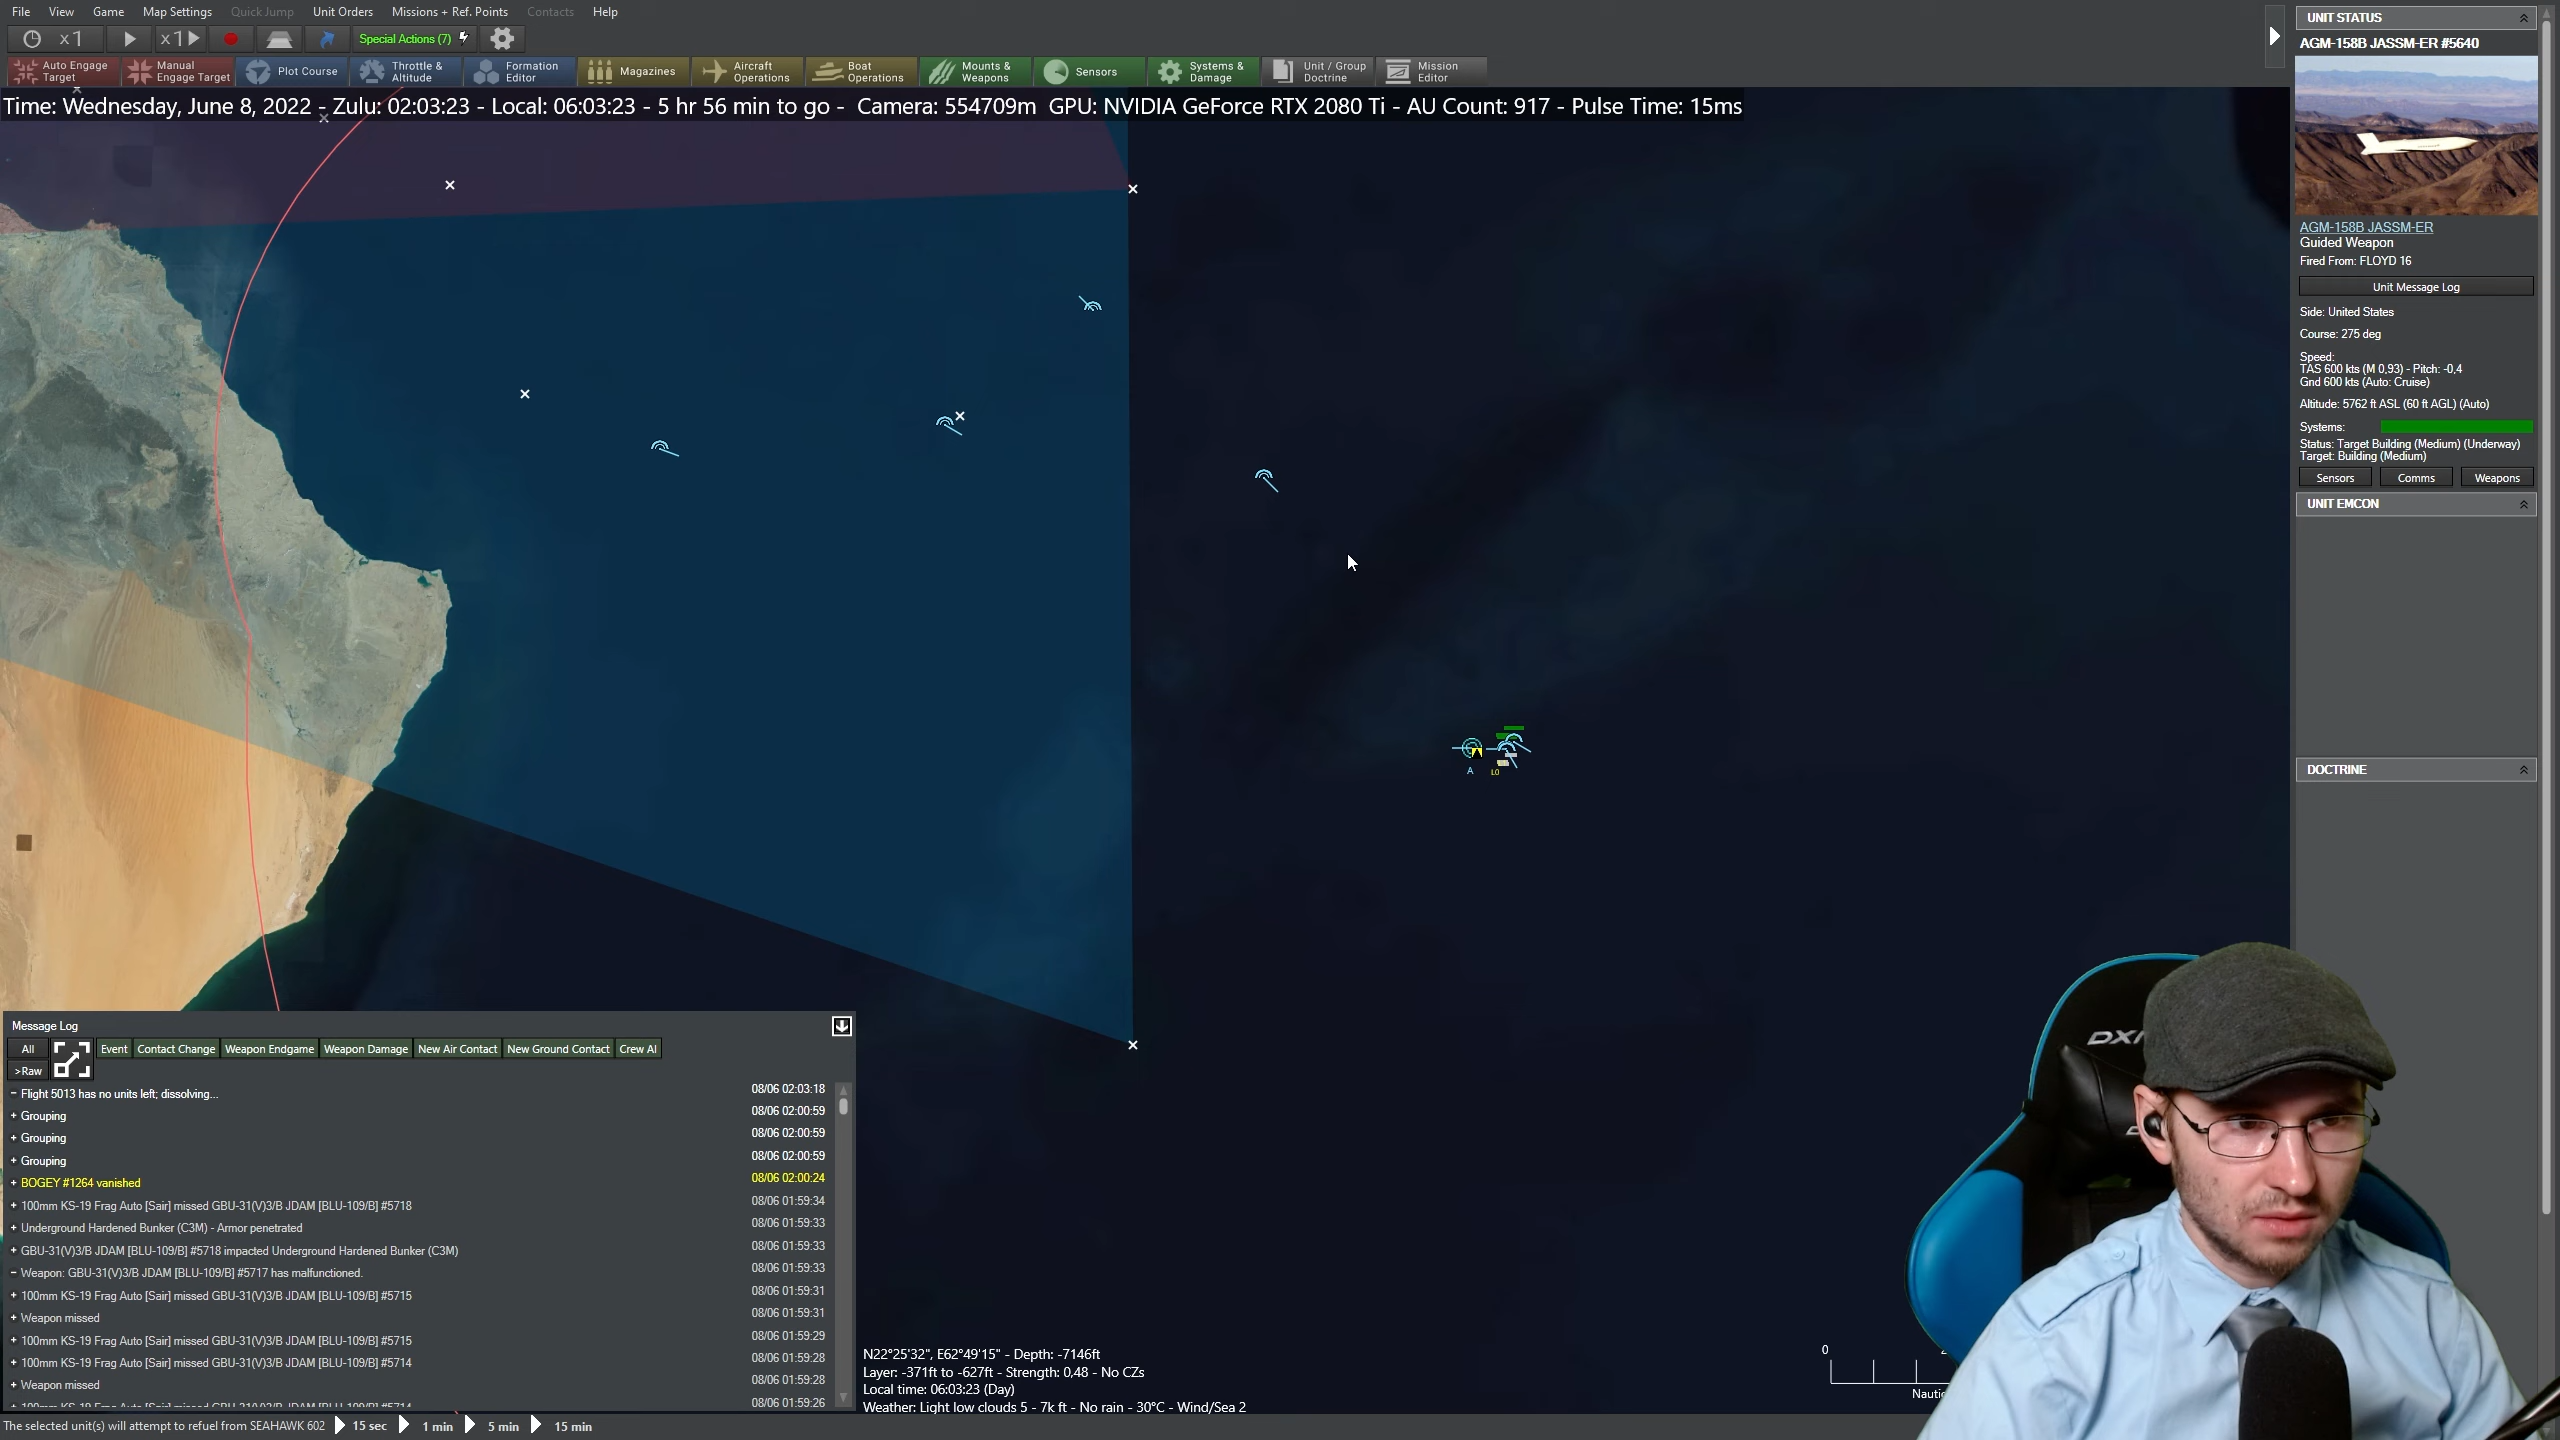 File View Game Map Settings Quick Jump Unit Orders Missions + Ref. Points Contacts Help
x1 x1 Special Actions (7)
Auto Engage Target Manual Engage Target Plot Course Throttle & Altitude Formation Editor Magazines Aircraft Operations Boat Operations Mounts & Weapons Sensors Systems & Damage Unit / Group Doctrine Mission Editor
Time: Wednesday, June 8, 2022 - Zulu: 02:03:23 - Local: 06:03:23 - 5 hr 56 min to go - Camera: 554709m GPU: NVIDIA GeForce RTX 2080 Ti - AU Count: 917 - Pulse Time: 15ms
UNIT STATUS
AGM-158B JASSM-ER #5640
AGM-158B JASSM-ER
Guided Weapon
Fired From: FLOYD 16
Unit Message Log
Side: United States
Course: 275 deg
Speed:
TAS 600 kts (M 0,93) - Pitch: -0,4
Gnd 600 kts (Auto: Cruise)
Altitude: 5762 ft ASL (60 ft AGL) (Auto)
Systems:
Status: Target Building (Medium) (Underway)
Target: Building (Medium)
Sensors Comms Weapons
UNIT EMCON
DOCTRINE
A LO
Message Log
All Event Contact Change Weapon Endgame Weapon Damage New Air Contact New Ground Contact Crew AI
>Raw
- Flight 5013 has no units left; dissolving... 08/06 02:03:18
+ Grouping 08/06 02:00:59
+ Grouping 08/06 02:00:59
+ Grouping 08/06 02:00:59
+ BOGEY #1264 vanished 08/06 02:00:24
+ 100mm KS-19 Frag Auto [Sair] missed GBU-31(V)3/B JDAM [BLU-109/B] #5718 08/06 01:59:34
+ Underground Hardened Bunker (C3M) - Armor penetrated 08/06 01:59:33
+ GBU-31(V)3/B JDAM [BLU-109/B] #5718 impacted Underground Hardened Bunker (C3M) 08/06 01:59:33
- Weapon: GBU-31(V)3/B JDAM [BLU-109/B] #5717 has malfunctioned. 08/06 01:59:33
+ 100mm KS-19 Frag Auto [Sair] missed GBU-31(V)3/B JDAM [BLU-109/B] #5715 08/06 01:59:31
+ Weapon missed 08/06 01:59:31
+ 100mm KS-19 Frag Auto [Sair] missed GBU-31(V)3/B JDAM [BLU-109/B] #5715 08/06 01:59:29
+ 100mm KS-19 Frag Auto [Sair] missed GBU-31(V)3/B JDAM [BLU-109/B] #5714 08/06 01:59:28
+ Weapon missed 08/06 01:59:28
+ 100mm KS-19 Frag Auto [Sair] missed GBU-31(V)3/B JDAM [BLU-109/B] #5714 08/06 01:59:26
N22°25'32", E62°49'15" - Depth: -7146ft
Layer: -371ft to -627ft - Strength: 0,48 - No CZs
Local time: 06:03:23 (Day)
Weather: Light low clouds 5 - 7k ft - No rain - 30°C - Wind/Sea 2
0
The selected unit(s) will attempt to refuel from SEAHAWK 602 15 sec 1 min 5 min 15 min